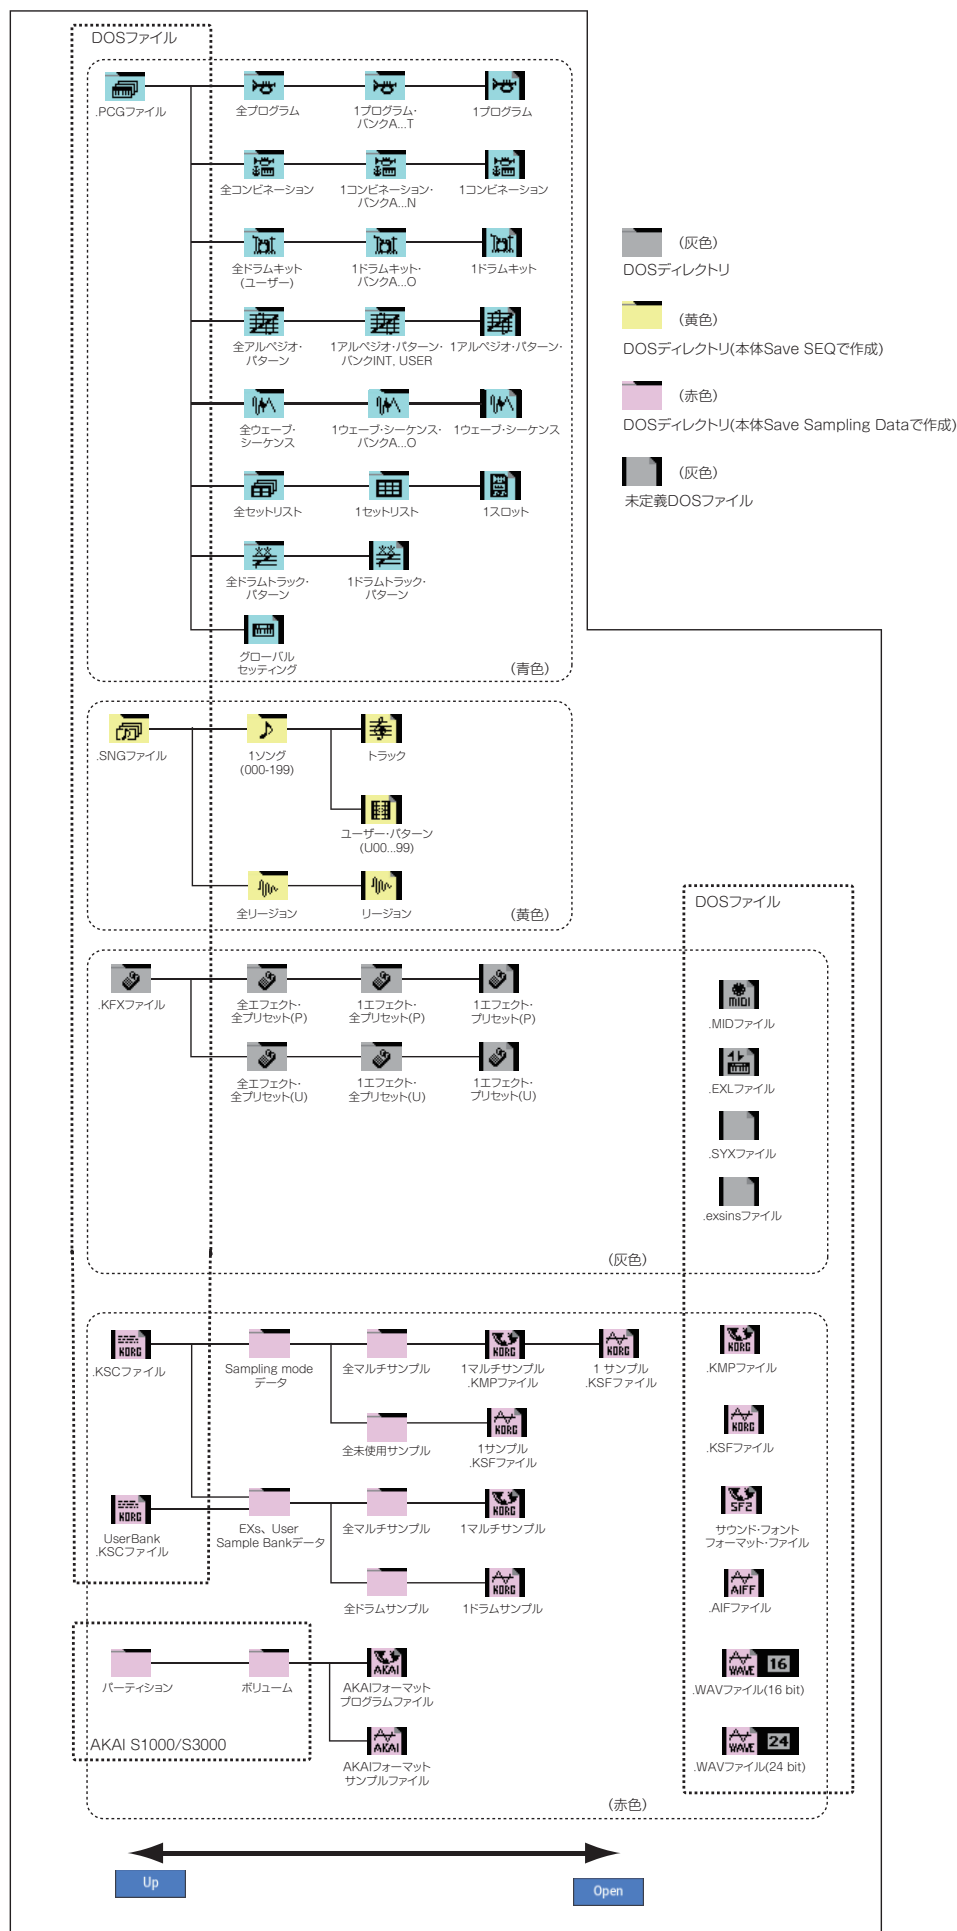 DOSファイル
.PCGファイル
全プログラム
1プログラム・
バンクA...T
1プログラム
全コンビネーション
1コンビネーション・
バンクA...N
1コンビネーション
全ドラムキット
(ユーザー)
1ドラムキット・
バンクA...O
1ドラムキット
全アルペジオ・
パターン
1アルペジオ・パターン・
バンクINT, USER
1アルペジオ・パターン・
全ウェーブ・
シーケンス
1ウェーブ・シーケンス・
バンクA...O
1ウェーブ・シーケンス
全セットリスト
1セットリスト
1スロット
全ドラムトラック・
パターン
1ドラムトラック・
パターン
グローバル
セッティング
(青色)
(灰色)
DOSディレクトリ
(黄色)
DOSディレクトリ(本体Save SEQで作成)
(赤色)
DOSディレクトリ(本体Save Sampling Dataで作成)
(灰色)
未定義DOSファイル
.SNGファイル
1ソング
(000-199)
トラック
ユーザー・パターン
(U00...99)
全リージョン
リージョン
(黄色)
DOSファイル
.KFXファイル
全エフェクト・
全プリセット(P)
1エフェクト・
全プリセット(P)
1エフェクト・
プリセット(P)
全エフェクト・
全プリセット(U)
1エフェクト・
全プリセット(U)
1エフェクト・
プリセット(U)
MIDI
.MIDファイル
.EXLファイル
.SYXファイル
.exsinsファイル
(灰色)
KORG
.KSCファイル
Sampling mode
データ
全マルチサンプル
KORG
1マルチサンプル
.KMPファイル
KORG
1 サンプル
.KSFファイル
KORG
.KMPファイル
全未使用サンプル
KORG
1サンプル
.KSFファイル
KORG
.KSFファイル
KORG
UserBank
.KSCファイル
EXs、User
Sample Bankデータ
全マルチサンプル
KORG
1マルチサンプル
SF2
サウンド・フォント
フォーマット・ファイル
全ドラムサンプル
KORG
1ドラムサンプル
AIFF
.AIFファイル
パーティション
ボリューム
AKAI
AKAIフォーマット
プログラムファイル
WAVE 16
.WAVファイル(16 bit)
AKAI S1000/S3000
AKAI
AKAIフォーマット
サンプルファイル
WAVE 24
.WAVファイル(24 bit)
(赤色)
Up
Open